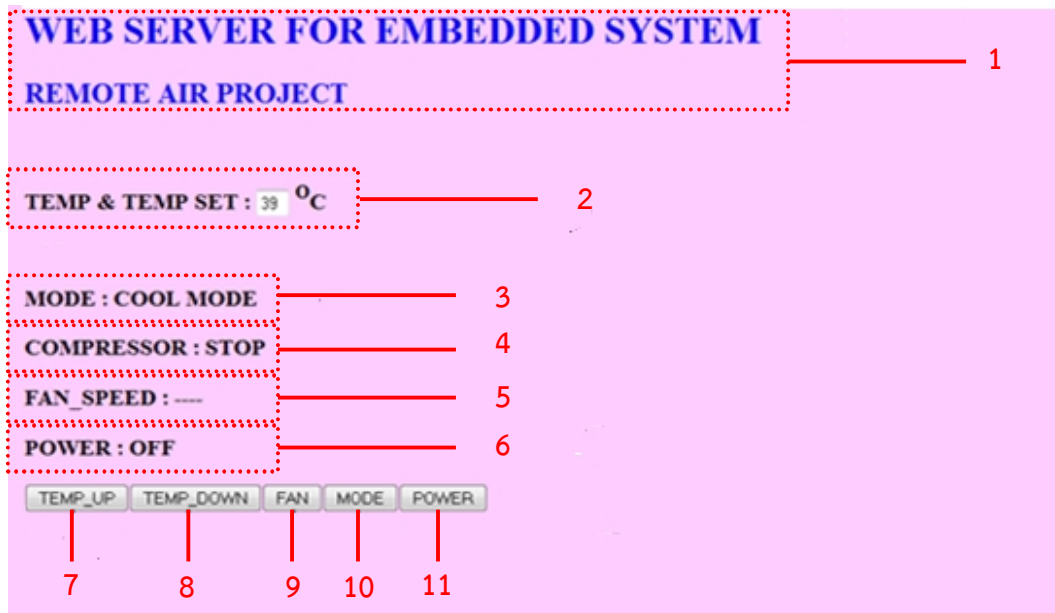 WEB SERVER FOR EMBEDDED SYSTEM
1
REMOTE AIR PROJECT
TEMP & TEMP SET : 39 °C
2
MODE : COOL MODE
3
COMPRESSOR : STOP
4
FAN_SPEED : ----
5
POWER : OFF
6
TEMP_UP TEMP_DOWN FAN MODE POWER
7 8 9 10 11